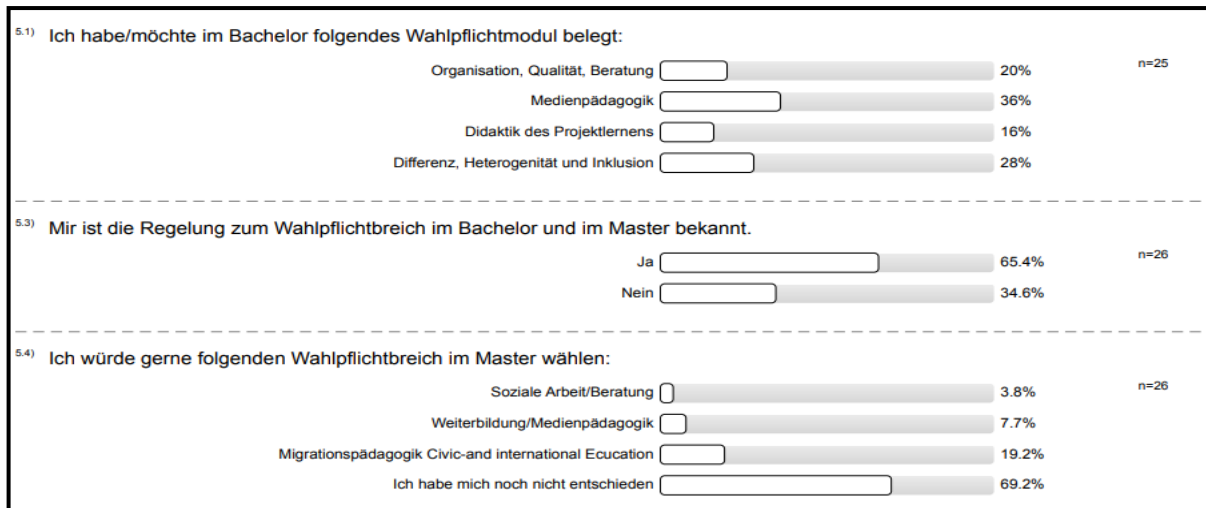 5.1) Ich habe/möchte im Bachelor folgendes Wahlpflichtmodul belegt:
Organisation, Qualität, Beratung 20% n=25
Medienpädagogik 36%
Didaktik des Projektlernens 16%
Differenz, Heterogenität und Inklusion 28%
5.3) Mir ist die Regelung zum Wahlpflichtbreich im Bachelor und im Master bekannt.
Ja 65.4% n=26
Nein 34.6%
5.4) Ich würde gerne folgenden Wahlpflichtbreich im Master wählen:
Soziale Arbeit/Beratung 3.8% n=26
Weiterbildung/Medienpädagogik 7.7%
Migrationspädagogik Civic-and international Ecucation 19.2%
Ich habe mich noch nicht entschieden 69.2%